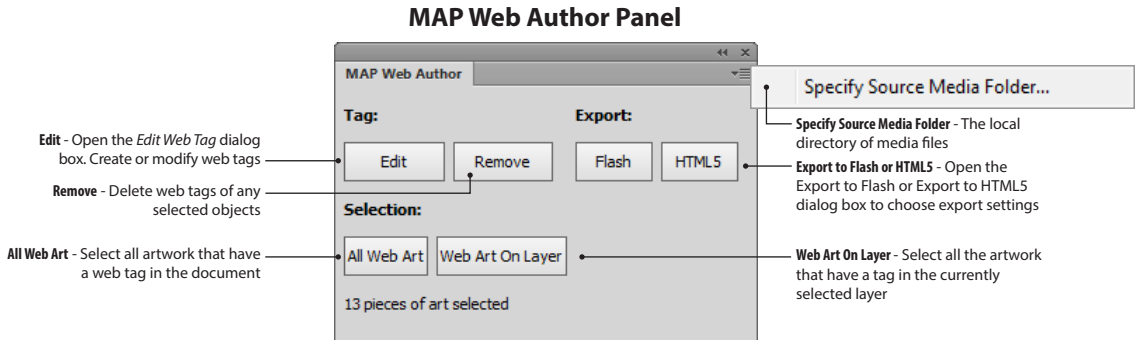 MAP Web Author Panel
MAP Web Author
Specify Source Media Folder...
Tag:
Export:
Edit
Remove
Flash
HTML5
Selection:
All Web Art
Web Art On Layer
13 pieces of art selected
Edit - Open the Edit Web Tag dialog
box. Create or modify web tags
Remove - Delete web tags of any
selected objects
All Web Art - Select all artwork that have
a web tag in the document
Specify Source Media Folder - The local
directory of media files
Export to Flash or HTML5 - Open the
Export to Flash or Export to HTML5
dialog box to choose export settings
Web Art On Layer - Select all the artwork
that have a tag in the currently
selected layer